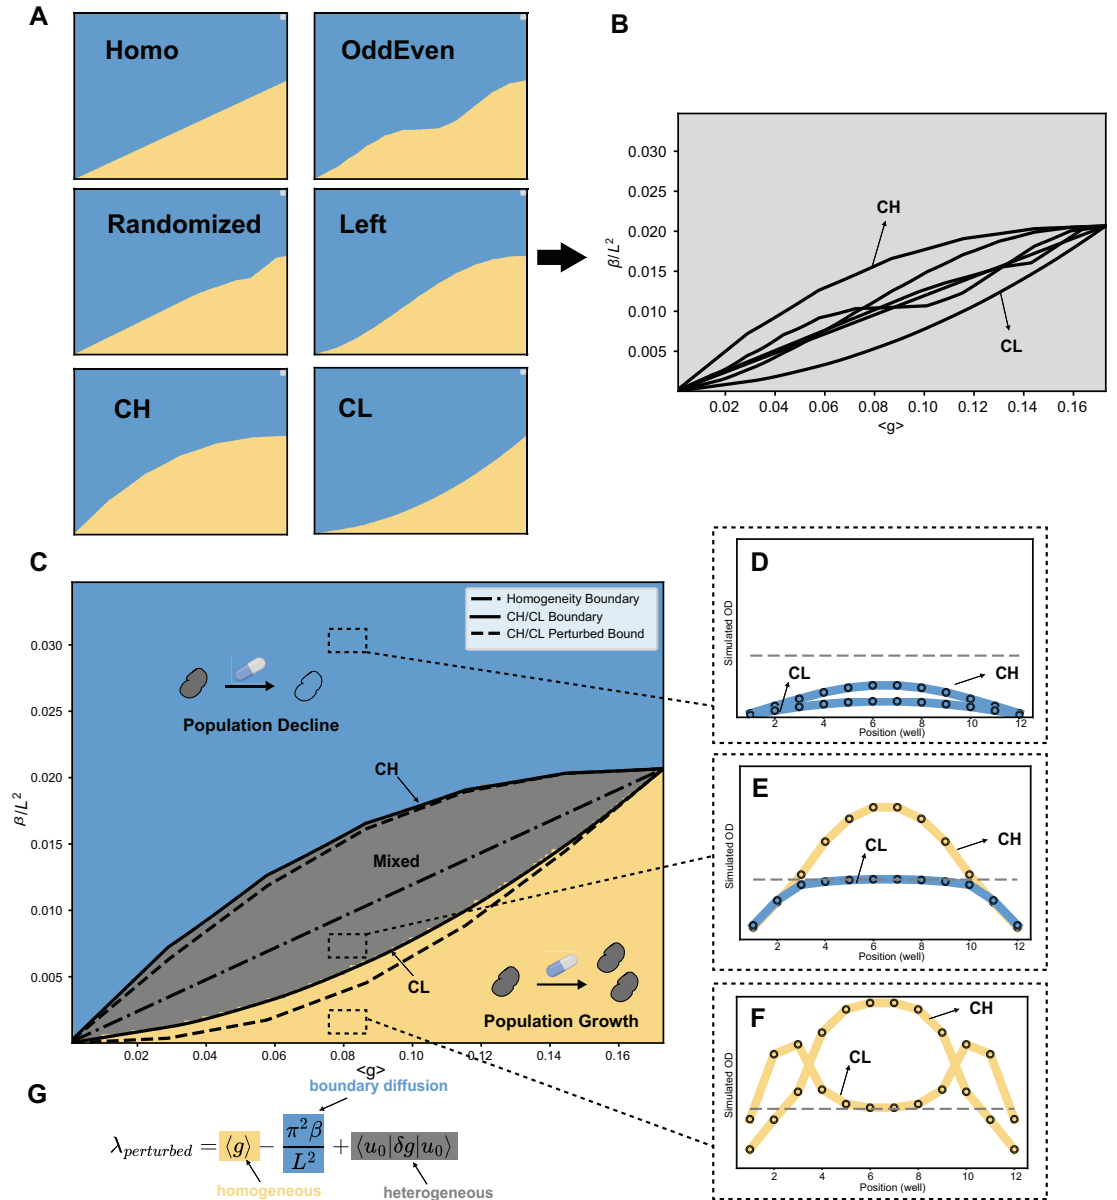 A
Homo
OddEven
Randomized
Left
CH
CL
B
0.030
0.025
0.020
0.015
0.010
0.005
β/L²
CH
CL
0.02 0.04 0.06 0.08 0.10 0.12 0.14 0.16
<g>
C
Homogeneity Boundary
CH/CL Boundary
CH/CL Perturbed Bound
0.030
0.025
0.020
0.015
0.010
0.005
β/L²
Population Decline
CH
Mixed
CL
Population Growth
0.02 0.04 0.06 0.08 0.10 0.12 0.14 0.16
<g>
D
Simulated OD
CL
CH
2 4 6 8 10 12
Position (well)
E
Simulated OD
CL
CH
2 4 6 8 10 12
Position (well)
F
Simulated OD
CL
CH
2 4 6 8 10 12
Position (well)
G
boundary diffusion
λperturbed = ⟨g⟩ − π²β/L² + ⟨u₀|δg|u₀⟩
homogeneous
heterogeneous